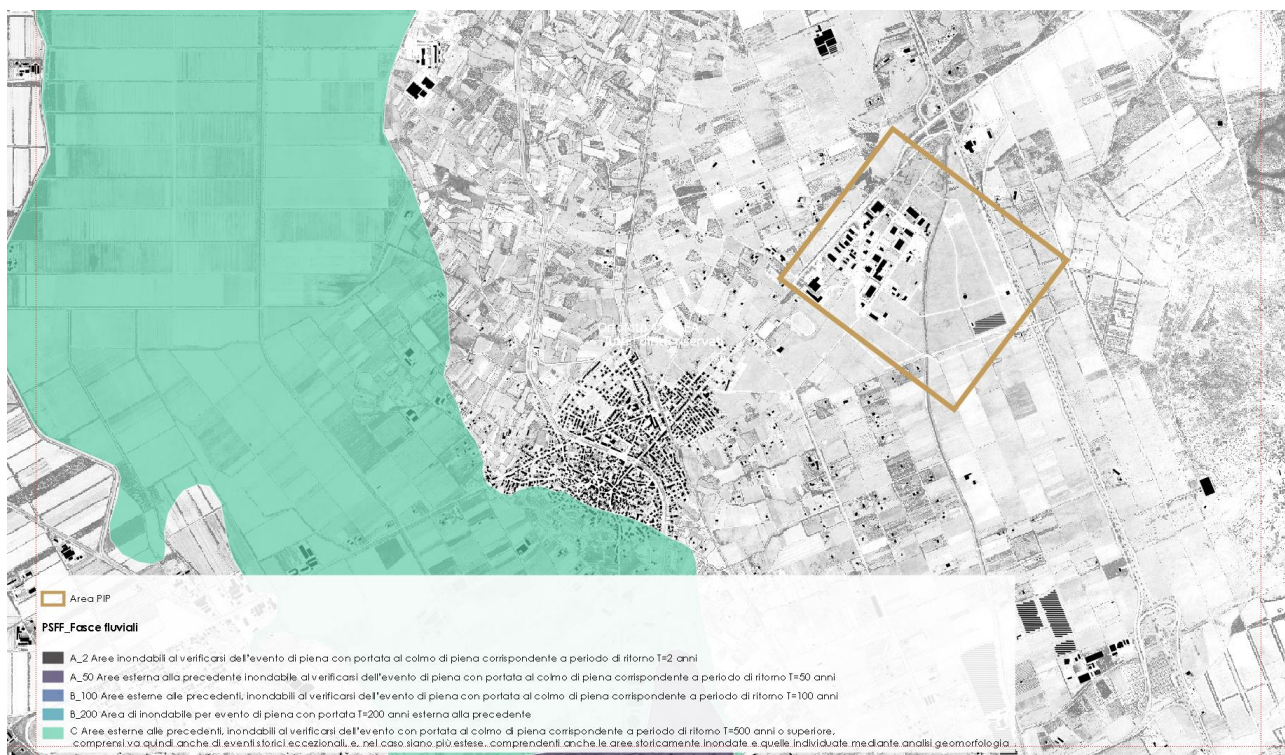 Area PIP
PSFF_Fasce fluviali
A_2 Aree inondabili al verificarsi dell'evento di piena con portata al colmo di piena corrispondente a periodo di ritorno T=2 anni
A_50 Aree esterna alla precedente inondabile al verificarsi dell'evento di piena con portata al colmo di piena corrispondente a periodo di ritorno T=50 anni
B_100 Aree esterne alle precedenti, inondabili al verificarsi dell'evento di piena con portata al colmo di piena corrispondente a periodo di ritorno T=100 anni
B_200 Area di inondabile per evento di piena con portata T=200 anni esterna alla precedente
C Aree esterne alle precedenti, inondabili al verificarsi dell'evento con portata al colmo di piena corrispondente a periodo di ritorno T=500 anni o superiore,
comprensiva quindi anche di eventi storici eccezionali, e, nel caso siano più estese, comprendenti anche le aree storicamente inondate e quelle individuate mediante analisi geomorfologia